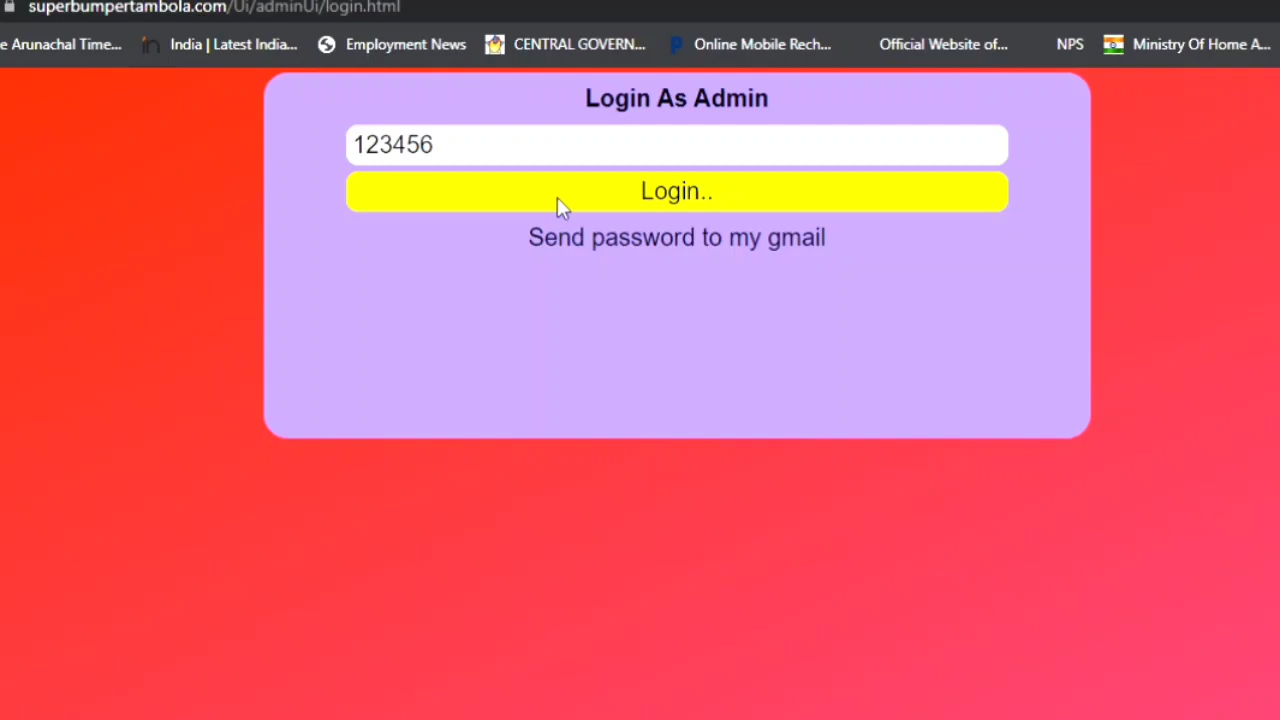 superbumpertambola.com/Ui/adminUi/login.html
e Arunachal Time... India | Latest India... Employment News CENTRAL GOVERN... Online Mobile Rech... Official Website of... NPS Ministry Of Home A...
Login As Admin
123456
Login..
Send password to my gmail